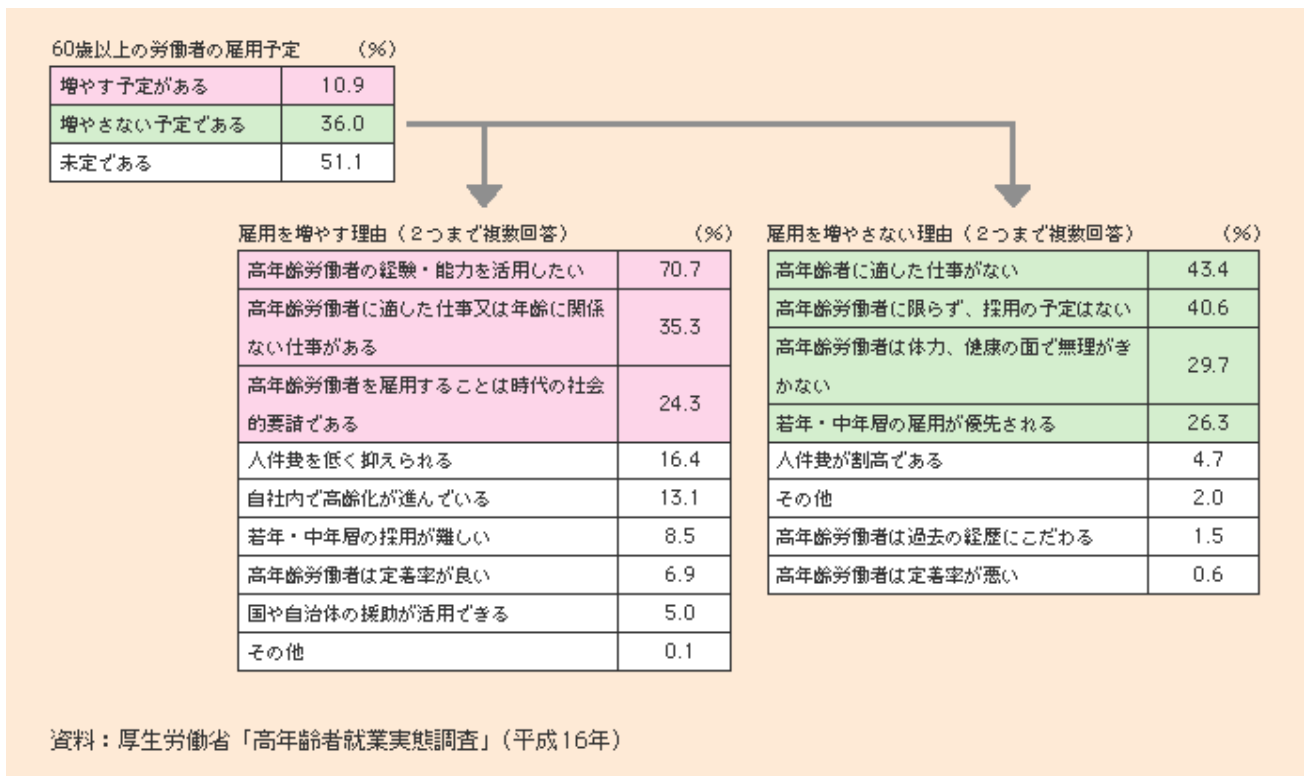 60歳以上の労働者の雇用予定 (%)
増やす予定がある 10.9
増やさない予定である 36.0
未定である 51.1
雇用を増やす理由(2つまで複数回答) (%)
高年齢労働者の経験・能力を活用したい 70.7
高年齢労働者に適した仕事又は年齢に関係
ない仕事がある 35.3
高年齢労働者を雇用することは時代の社会
的要請である 24.3
人件費を低く抑えられる 16.4
自社内で高齢化が進んでいる 13.1
若年・中年層の採用が難しい 8.5
高年齢労働者は定着率が良い 6.9
国や自治体の援助が活用できる 5.0
その他 0.1
雇用を増やさない理由(2つまで複数回答) (%)
高年齢者に適した仕事がない 43.4
高年齢労働者に限らず、採用の予定はない 40.6
高年齢労働者は体力、健康の面で無理がき
かない 29.7
若年・中年層の雇用が優先される 26.3
人件費が割高である 4.7
その他 2.0
高年齢労働者は過去の経歴にこだわる 1.5
高年齢労働者は定着率が悪い 0.6
資料:厚生労働省「高年齢者就業実態調査」(平成16年)